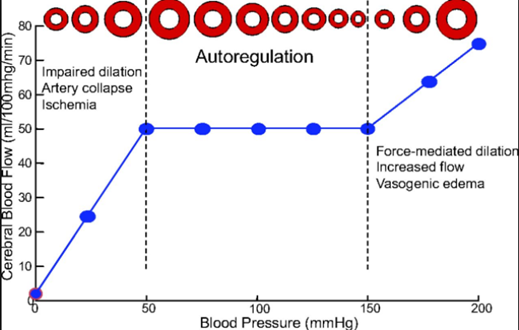 80
70
60
50
40
30
20
10
0
Cerebral Blood Flow (ml/100mhg/min)
Impaired dilation
Artery collapse
Ischemia
Autoregulation
Force-mediated dilation
Increased flow
Vasogenic edema
50
100
150
200
Blood Pressure (mmHg)